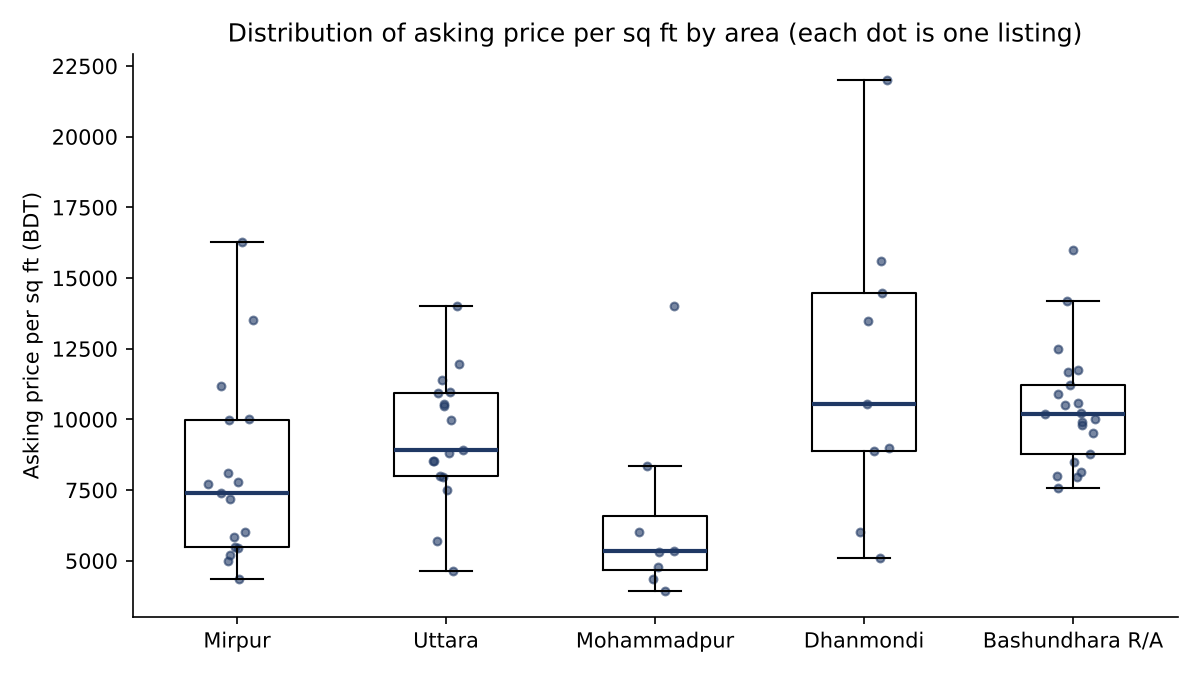 Distribution of asking price per sq ft by area (each dot is one listing)
Asking price per sq ft (BDT)
22500
20000
17500
15000
12500
10000
7500
5000
Mirpur
Uttara
Mohammadpur
Dhanmondi
Bashundhara R/A